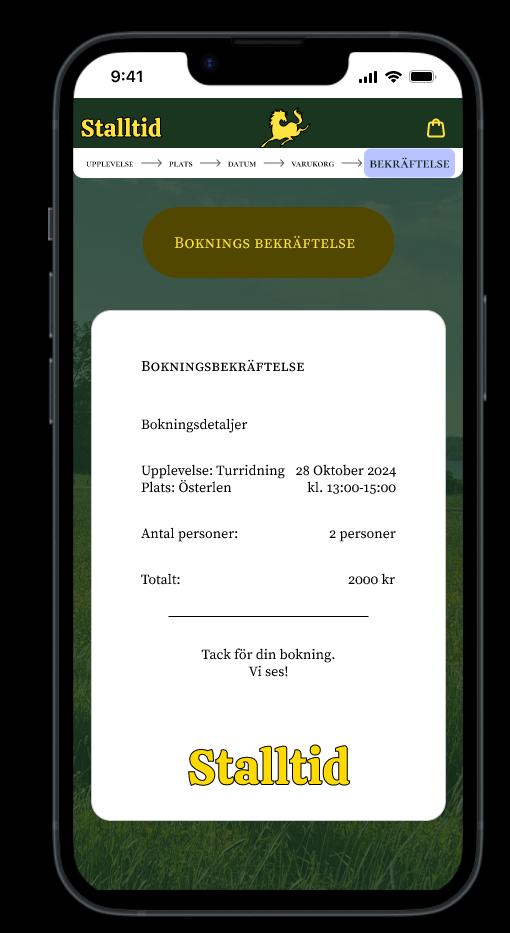 9:41
Stalltid
UPPLEVELSE → PLATS → DATUM → VARUKORG → BEKRÄFTELSE
BOKNINGS BEKRÄFTELSE
BOKNINGSBEKRÄFTELSE
Bokningsdetaljer
Upplevelse: Turridning 28 Oktober 2024
Plats: Österlen kl. 13:00-15:00
Antal personer: 2 personer
Totalt: 2000 kr
Tack för din bokning.
Vi ses!
Stalltid